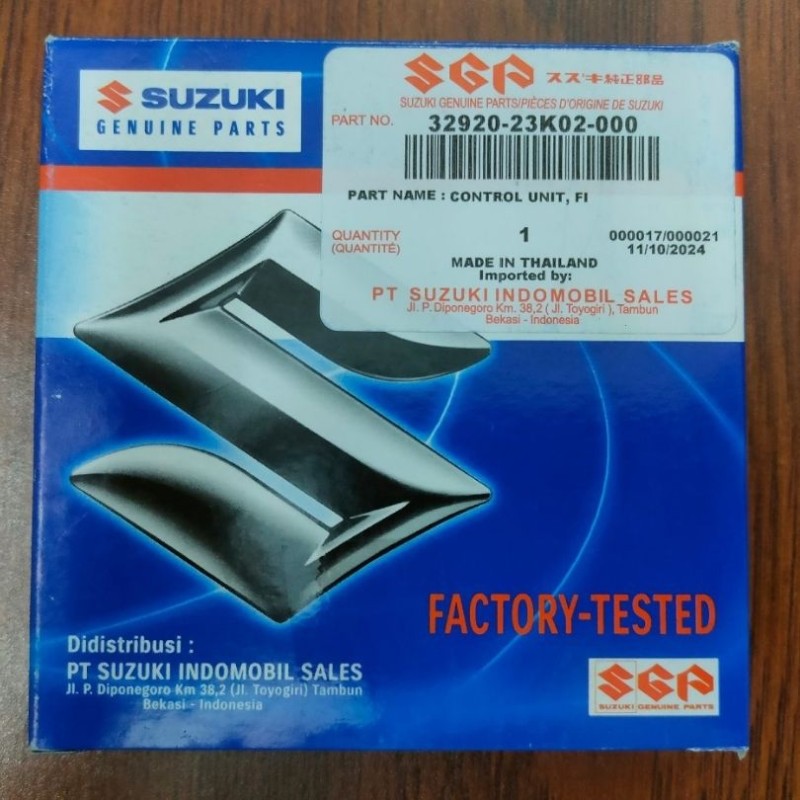 SUZUKI
GENUINE PARTS
SGP スズキ純正部品
SUZUKI GENUINE PARTS/PIÈCES D'ORIGINE DE SUZUKI
PART NO. 32920-23K02-000
PART NAME : CONTROL UNIT, FI
QUANTITY 1 000017/000021
(QUANTITÉ) 11/10/2024
MADE IN THAILAND
Imported by:
PT SUZUKI INDOMOBIL SALES
Jl. P. Diponegoro Km. 38,2 ( Jl. Toyogiri ), Tambun
Bekasi - Indonesia
FACTORY-TESTED
Didistribusi :
PT SUZUKI INDOMOBIL SALES
Jl. P. Diponegoro Km 38,2 (Jl. Toyogiri) Tambun
Bekasi - Indonesia
SGP
SUZUKI GENUINE PARTS